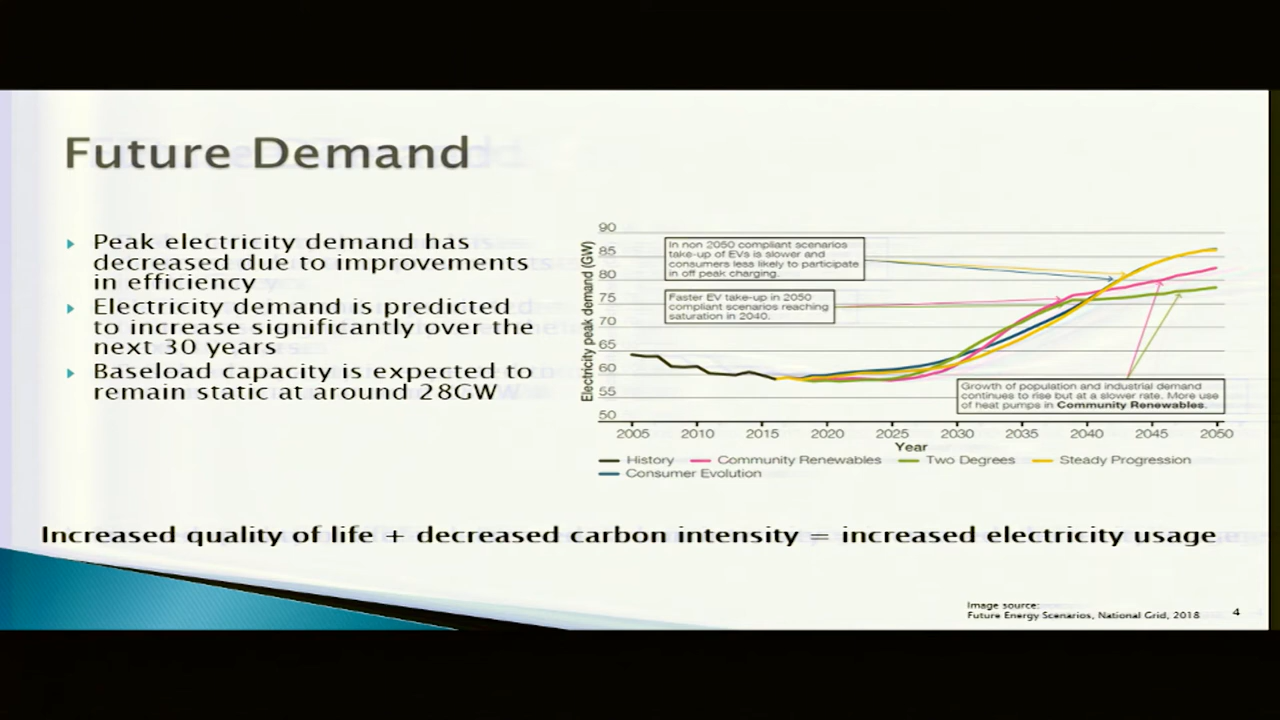 Future Demand
Peak electricity demand has
decreased due to improvements
in efficiency
Electricity demand is predicted
to increase significantly over the
next 30 years
Baseload capacity is expected to
remain static at around 28GW
Electricity peak demand (GW)
90
85
80
75
70
65
60
55
50
In non 2050 compliant scenarios
take-up of EVs is slower and
consumers less likely to participate
in off peak charging.
Faster EV take-up in 2050
compliant scenarios reaching
saturation in 2040.
Growth of population and industrial demand
continues to rise but at a slower rate. More use
of heat pumps in Community Renewables.
2005 2010 2015 2020 2025 2030 2035 2040 2045 2050
Year
History Community Renewables Two Degrees Steady Progression
Consumer Evolution
Increased quality of life + decreased carbon intensity = increased electricity usage
Image source:
Future Energy Scenarios, National Grid, 2018
4